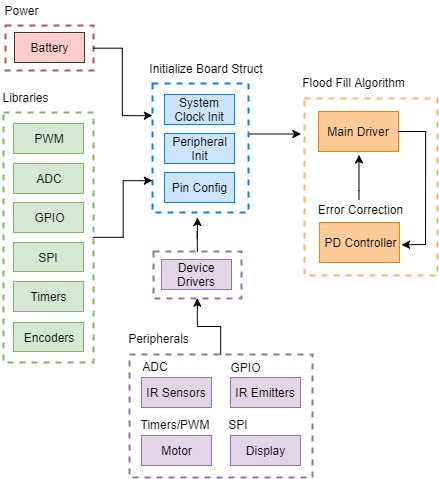 Power
Battery
Libraries
PWM
ADC
GPIO
SPI
Timers
Encoders
Initialize Board Struct
System
Clock Init
Peripheral
Init
Pin Config
Device
Drivers
Flood Fill Algorithm
Main Driver
Error Correction
PD Controller
Peripherals
ADC
GPIO
IR Sensors
IR Emitters
Timers/PWM
SPI
Motor
Display